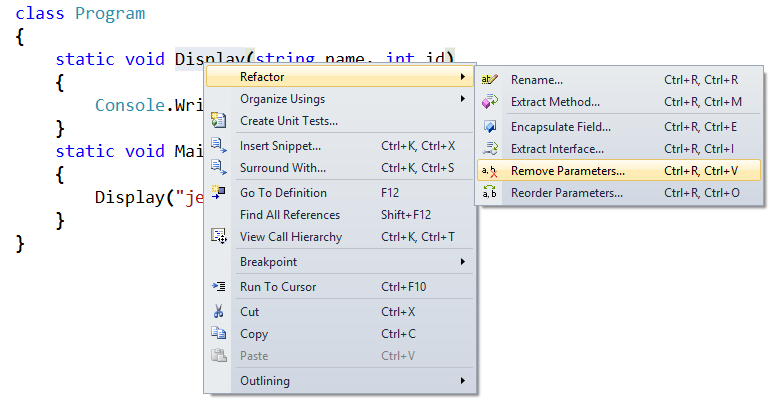 class Program
{
static void Display(string name, int id)
{
Console.Wri
}
static void Mai
{
Display("je
}
}
Refactor
Organize Usings
Create Unit Tests...
Insert Snippet... Ctrl+K, Ctrl+X
Surround With... Ctrl+K, Ctrl+S
Go To Definition F12
Find All References Shift+F12
View Call Hierarchy Ctrl+K, Ctrl+T
Breakpoint
Run To Cursor Ctrl+F10
Cut Ctrl+X
Copy Ctrl+C
Paste Ctrl+V
Outlining
Rename... Ctrl+R, Ctrl+R
Extract Method... Ctrl+R, Ctrl+M
Encapsulate Field... Ctrl+R, Ctrl+E
Extract Interface... Ctrl+R, Ctrl+I
Remove Parameters... Ctrl+R, Ctrl+V
Reorder Parameters... Ctrl+R, Ctrl+O